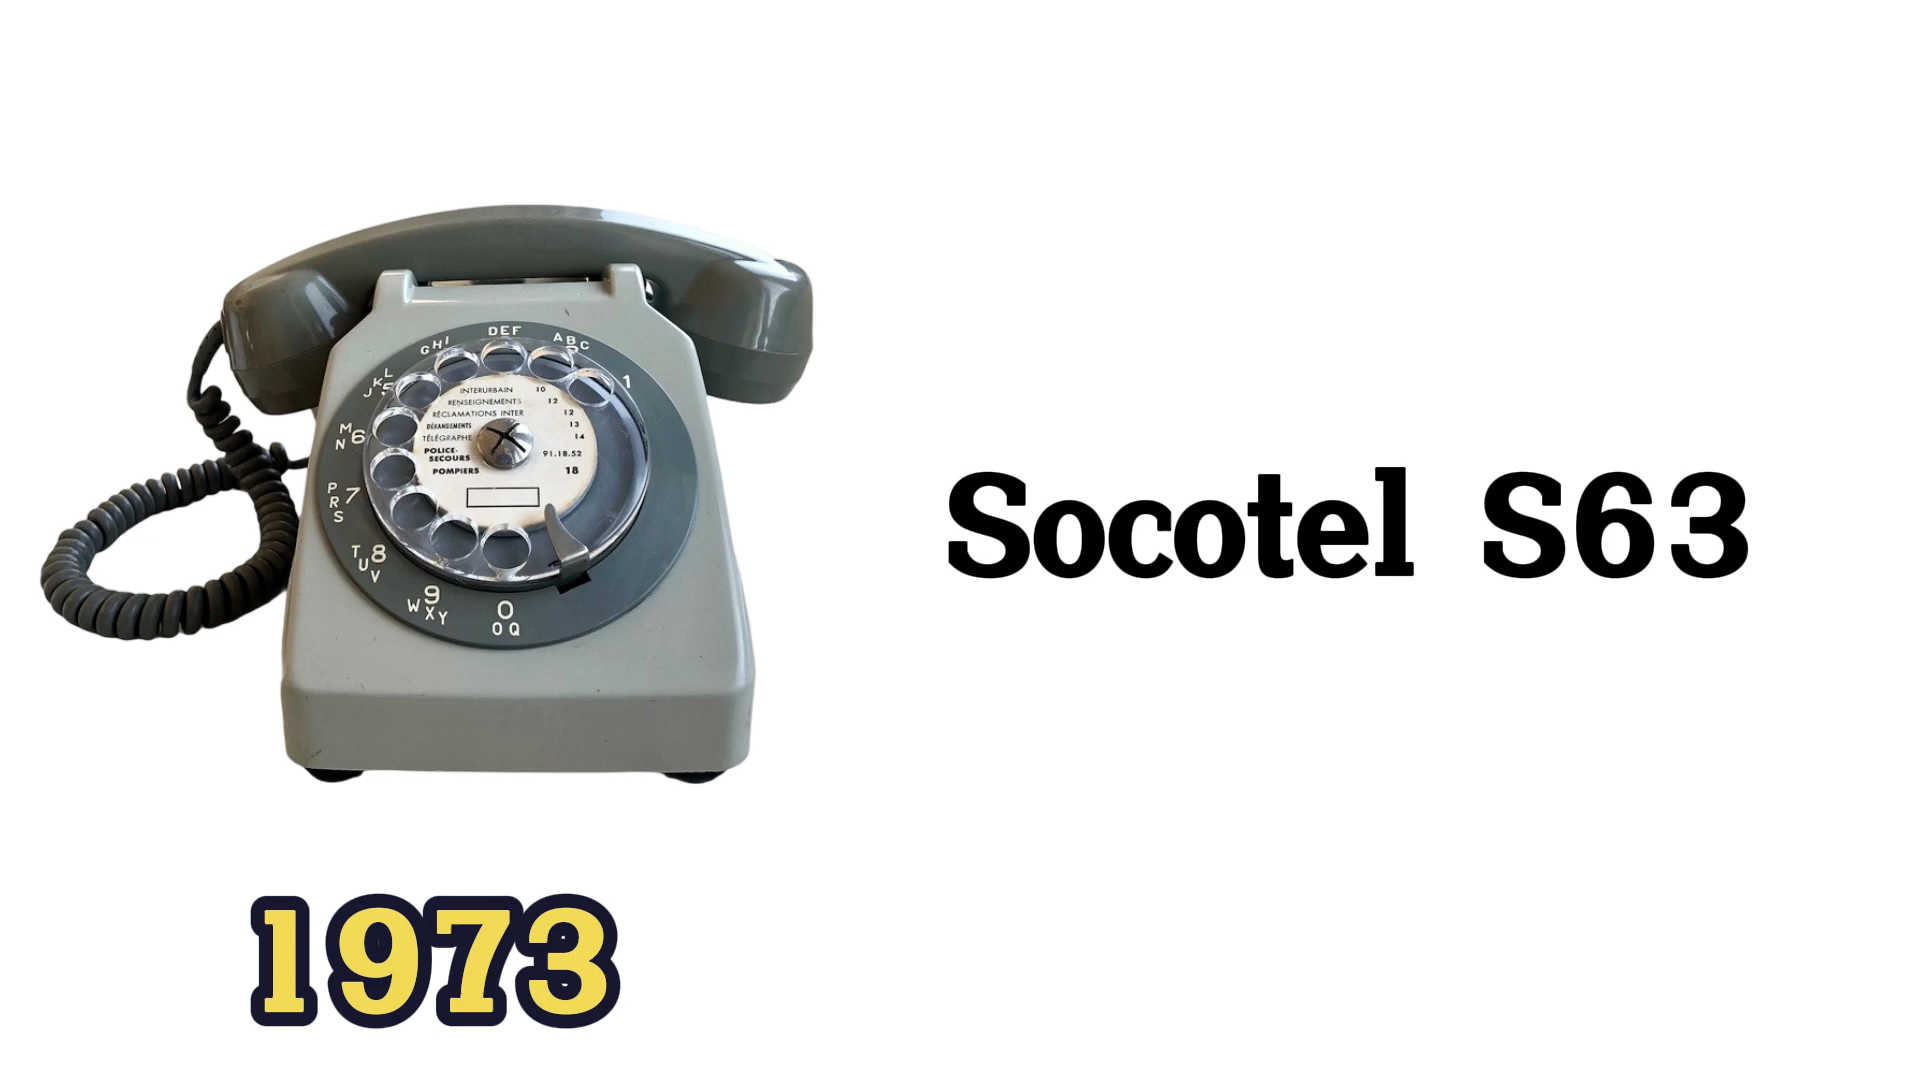 DEF
ABC
GHI
1
JKL
5
MN 6
PRS 7
TUV 8
9
WXY
0
OQ
INTERURBAIN 10
RENSEIGNEMENTS 12
RÉCLAMATIONS INTER 12
DÉRANGEMENTS 13
TÉLÉGRAPHE 14
POLICE-
SECOURS 91.18.52
POMPIERS 18
Socotel S63
1973